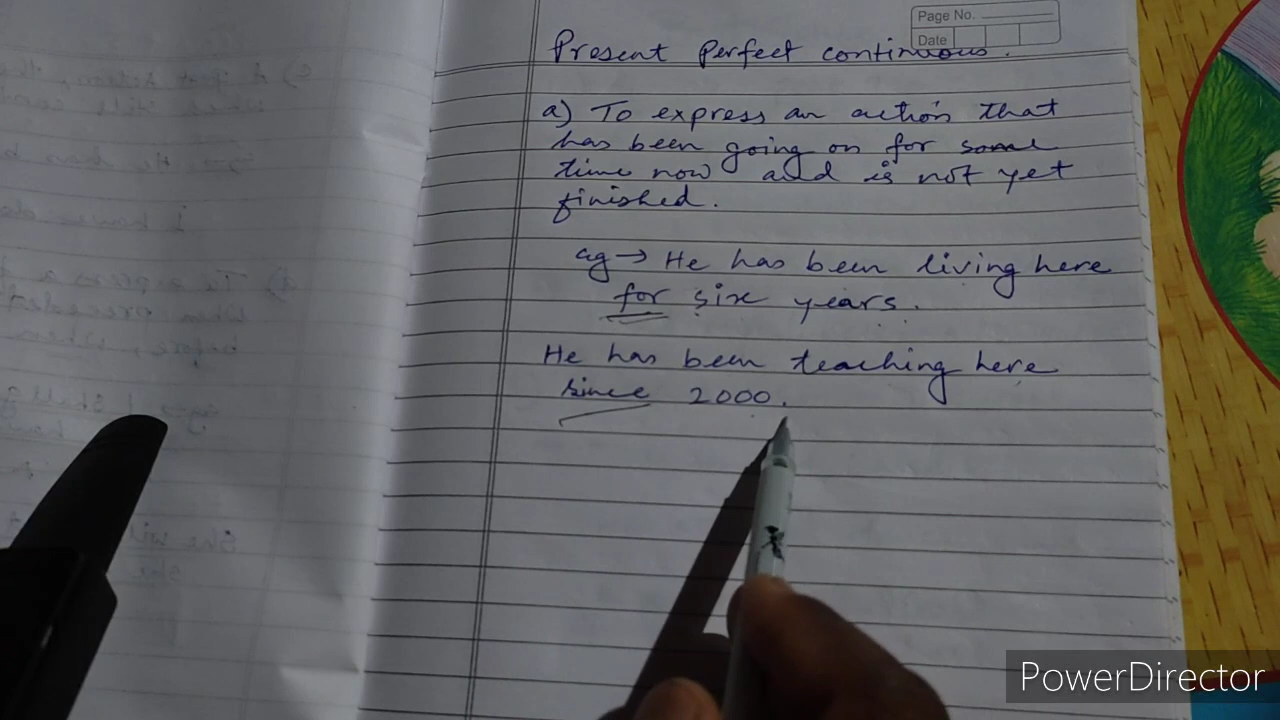 Page No.
Date
Present Perfect continuous.
a) To express an action that
has been going on for some
time now and is not yet
finished.
eg → He has been living here
for six years.
He has been teaching here
since 2000.
PowerDirector